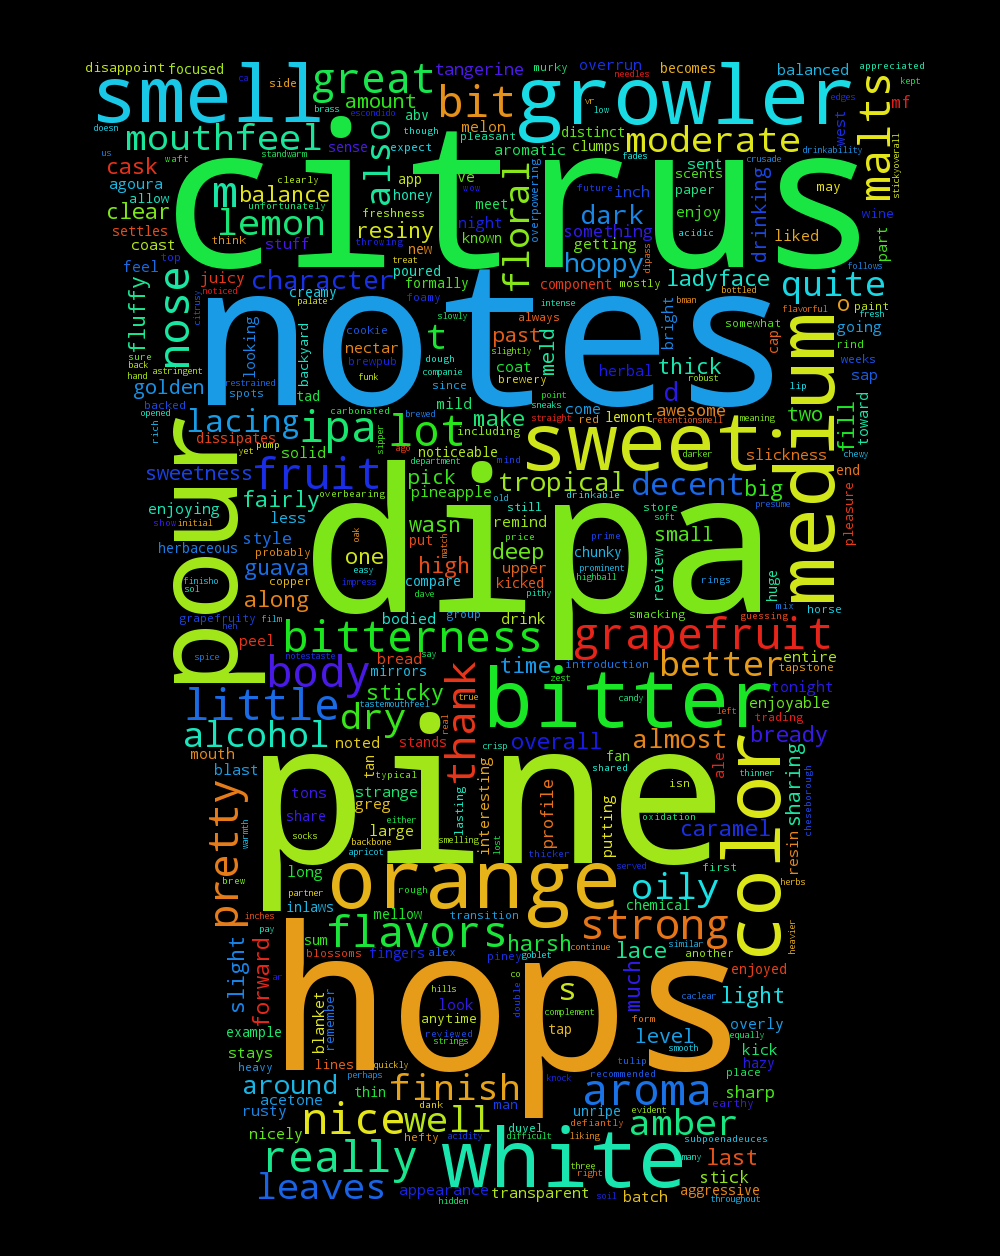 disappoint focused
smell
ca
side
great
brass
tangerine
murky
overrun
needles
becomes
balanced
appreciated
kept
mf
amount
abv
bit
growler
vr
low
edges
west
malts
doesn
mouthfeel
also
though
sense
expect
pleasant
melon
distinct
clumps
moderate
drinkability
us
waft
standwarm
citrus
aromatic
fades
crusade
stickyoverall
cask
agoura
allow
clear
settles
coast
m
balance
clearly
unfortunately
lemon
think
stuff
app
ve
honey
freshness
meet
resiny
night
known
new
floral
overpowering
sent
scents
inch
paper
dark
enjoy
something
acidic
getting
hoppy
dipass
drinking
may
wine
liked
part
feel
top
fluffy
nose
juicy
noticed
citrusy
character
creamy
treat
throwing
poured
formally
foamy
component
mostly
ladyface
bottled
quite
follows
o
paint
flavorful
fresh
notes
palate
intense
bman
somewhat
going
rind
sure
back
hand
astringent
golden
backed
looking
restrained
spots
backyard
cookie
nectar
brewpub
funk
t
slowly
dough
slightly
companie
coat
always
past
brewery
meld
bright
thick
herbal
robust
cap
weeks
sap
lip
medium
opened
rich
tad
since
mild
point
sneaks
come
d
awesome
red
lemont
two
fill
toward
lacing
dissipates
ipa
carbonated
brewed
lot
make
including
straight
retentionsmell
meaning
yet
pump
solid
sipper
ago
noticeable
sweet
darker
slickness
end
chewy
sweetness
fruit
department
mind
pick
tropical
decent
big
presume
pleasure
enjoying
fairly
overbearing
pineapple
old
drinkable
show
initial
less
dipa
wasn
still
remind
store
soft
small
herbaceous
style
probably
oak
one
put
match
price
deep
prime
chunky
review
huge
pour
guava
copper
easy
impress
high
upper
kicked
prominent
highball
rings
finisho
sol
along
dave
compare
pithy
group
mix
horse
grapefruity
film
heh
bodied
drink
smacking
guessing
bitterness
grapefruit
peel
say
spice
notestaste
body
bread
mirrors
tastemouthfeel
time
introduction
zest
better
entire
tapstone
tonight
little
sticky
thank
true
bitter
candy
enjoyable
left
trading
alcohol
dry
real
stands
crisp
overall
almost
bready
ale
mouth
noted
tan
fan
shared
blast
typical
isn
thinner
sharing
cheseborough
pretty
tons
strange
greg
share
either
lasting
interesting
pine
profile
putting
oxidation
color
caramel
warmth
socks
large
backbone
smelling
lost
apricot
thicker
served
first
resin
long
brew
partner
orange
rough
oily
herbs
inlaws
mellow
transition
chemical
inches
pay
flavors
strong
sum
harsh
continue
lace
similar
another
heavier
slight
forward
blossoms
fingers
alex
piney
goblet
enjoyed
hops
ar
hills
look
co
double
s
much
caclear
light
example
blanket
remember
anytime
reviewed
strings
complement
tap
form
level
overly
equally
stays
heavy
lines
quickly
perhaps
smooth
kick
hazy
tulip
recommended
place
around
acetone
thin
finish
knock
aroma
sharp
rusty
nice
dank
man
well
unripe
evident
earthy
defiantly
nicely
hefty
acidity
duvel
difficult
liking
amber
subpoenadeuces
really
white
three
right
many
last
leaves
appearance
hidden
transparent
soil
batch
stick
aggressive
throughout
escondido
future